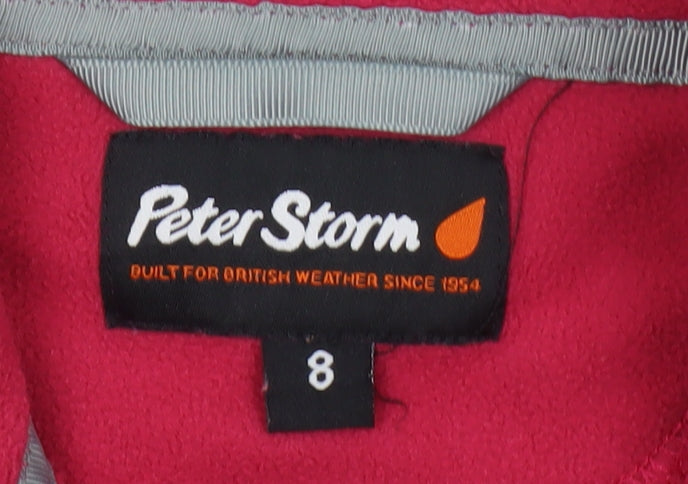 Peter Storm
BUILT FOR BRITISH WEATHER SINCE 1954
8